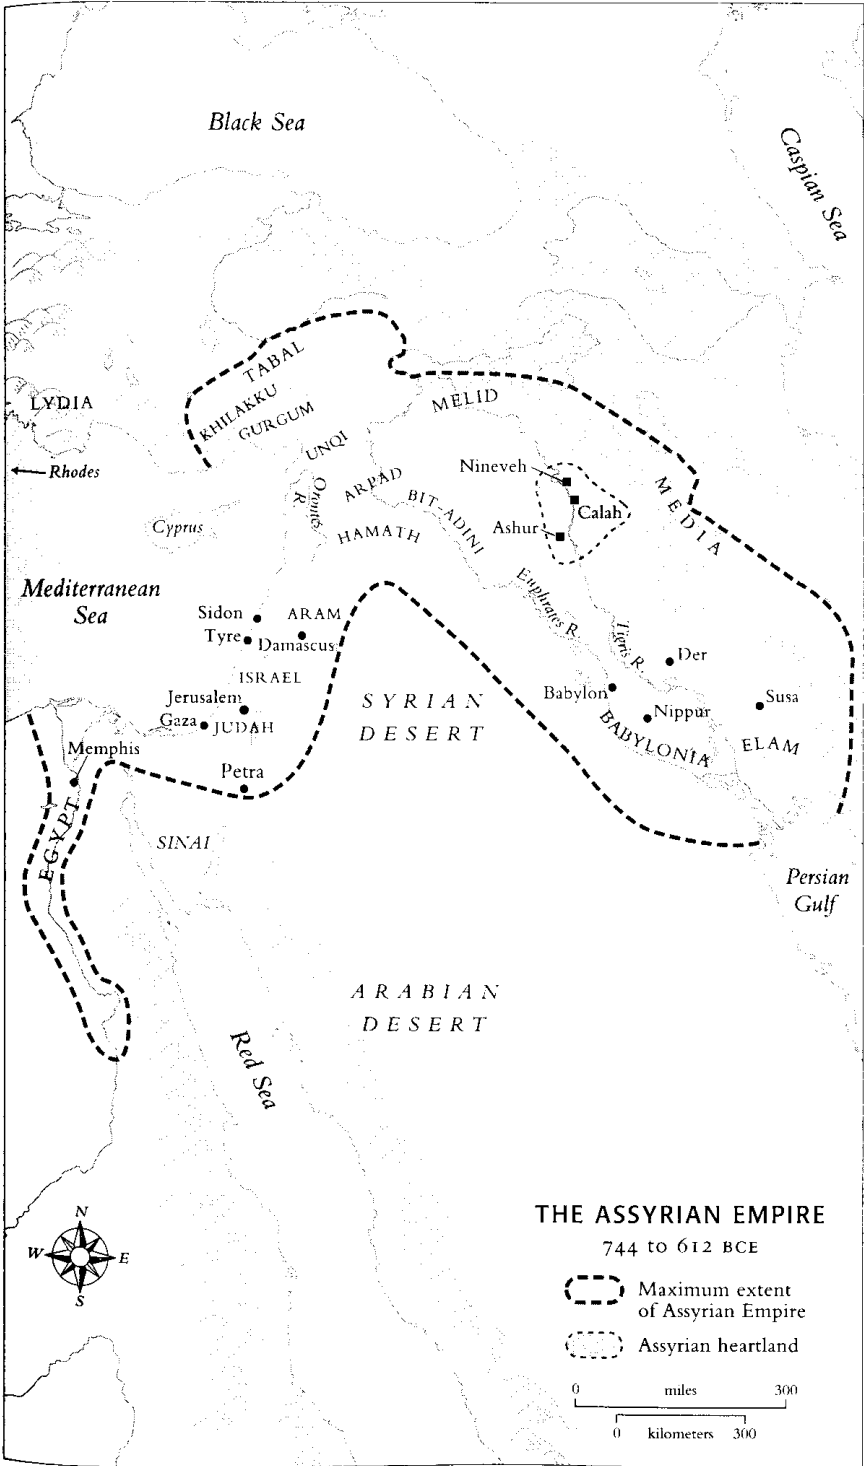 Black Sea
Caspian Sea
TABAL
LYDIA
KHILAKKU
GURGUM
MELID
UNQI
Rhodes
Nineveh
ARPAD
Orontes R.
BIT-ADINI
MEDIA
Calah
Cyprus
HAMATH
Ashur
Mediterranean
Sea
Euphrates R.
Sidon
ARAM
Tyre
Damascus
Tigris R.
Der
ISRAEL
Jerusalem
SYRIAN
DESERT
Babylon
Susa
Gaza
JUDAH
Nippur
BABYLONIA
ELAM
Memphis
Petra
EGYPT
SINAI
Persian
Gulf
ARABIAN
DESERT
Red Sea
THE ASSYRIAN EMPIRE
744 to 612 BCE
N
W
E
S
Maximum extent
of Assyrian Empire
Assyrian heartland
0 miles 300
0 kilometers 300